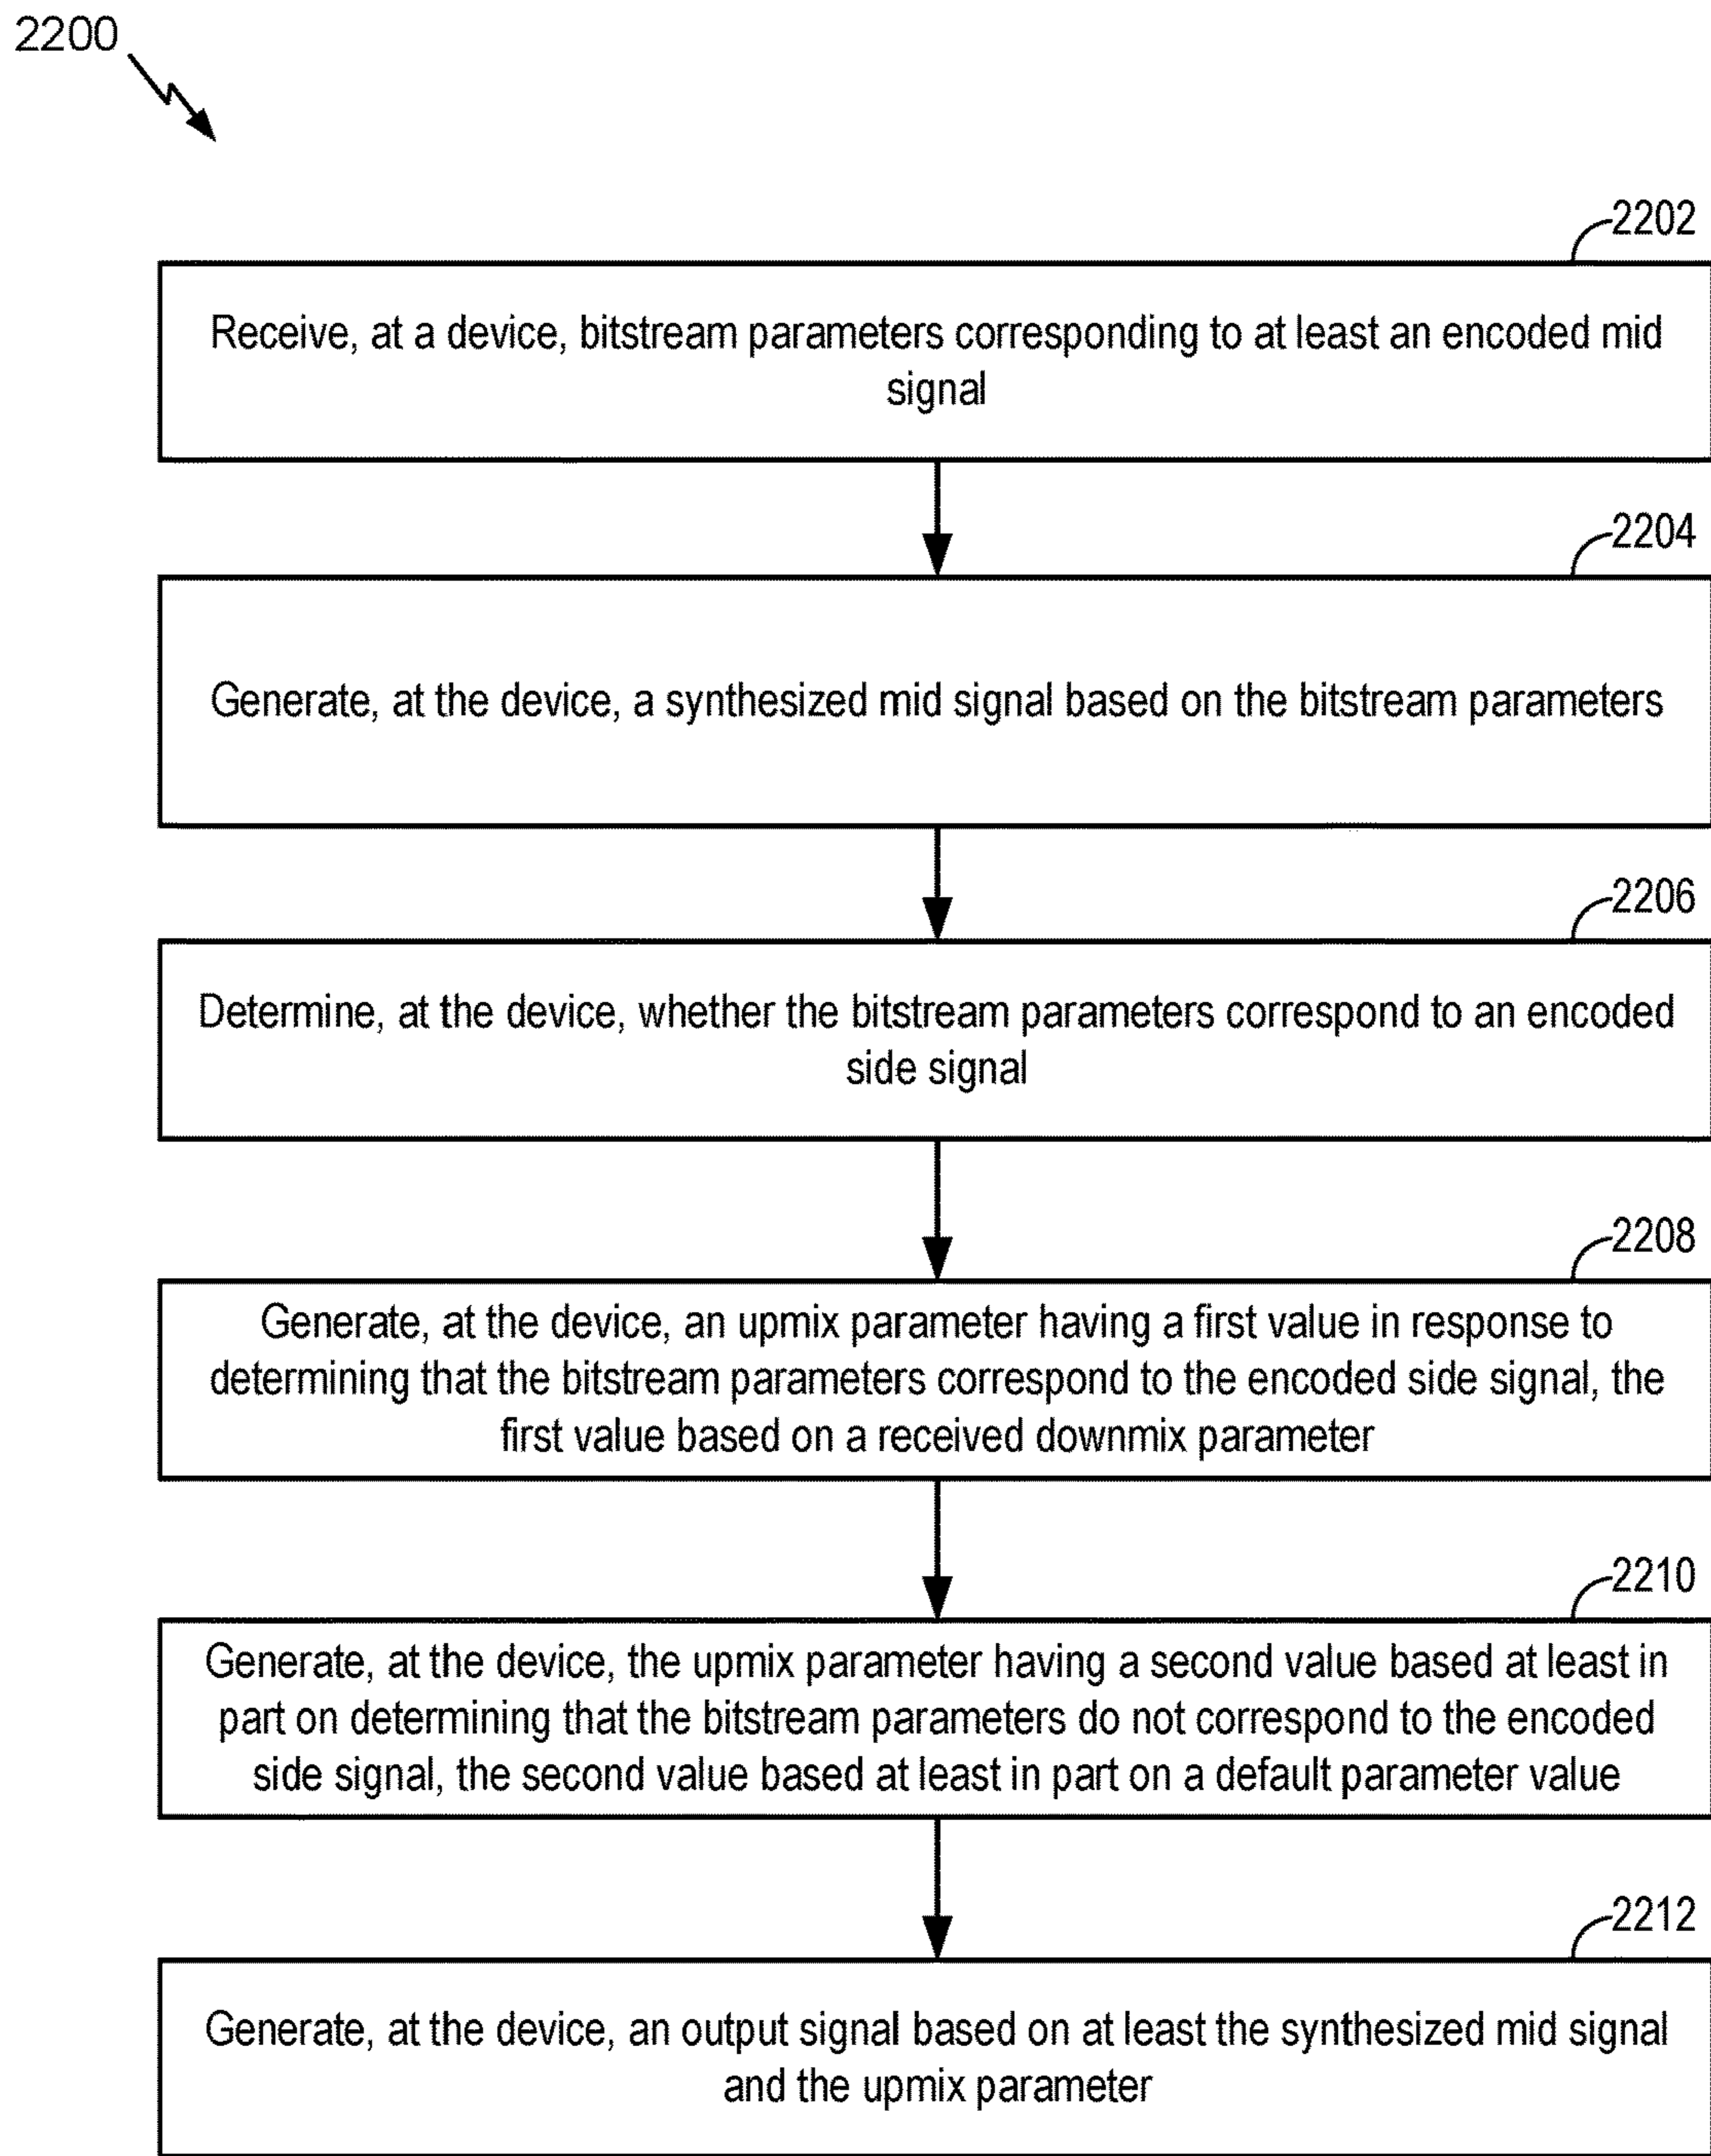 2200
2202
Receive, at a device, bitstream parameters corresponding to at least an encoded mid
signal
2204
Generate, at the device, a synthesized mid signal based on the bitstream parameters
2206
Determine, at the device, whether the bitstream parameters correspond to an encoded
side signal
2208
Generate, at the device, an upmix parameter having a first value in response to
determining that the bitstream parameters correspond to the encoded side signal, the
first value based on a received downmix parameter
2210
Generate, at the device, the upmix parameter having a second value based at least in
part on determining that the bitstream parameters do not correspond to the encoded
side signal, the second value based at least in part on a default parameter value
2212
Generate, at the device, an output signal based on at least the synthesized mid signal
and the upmix parameter